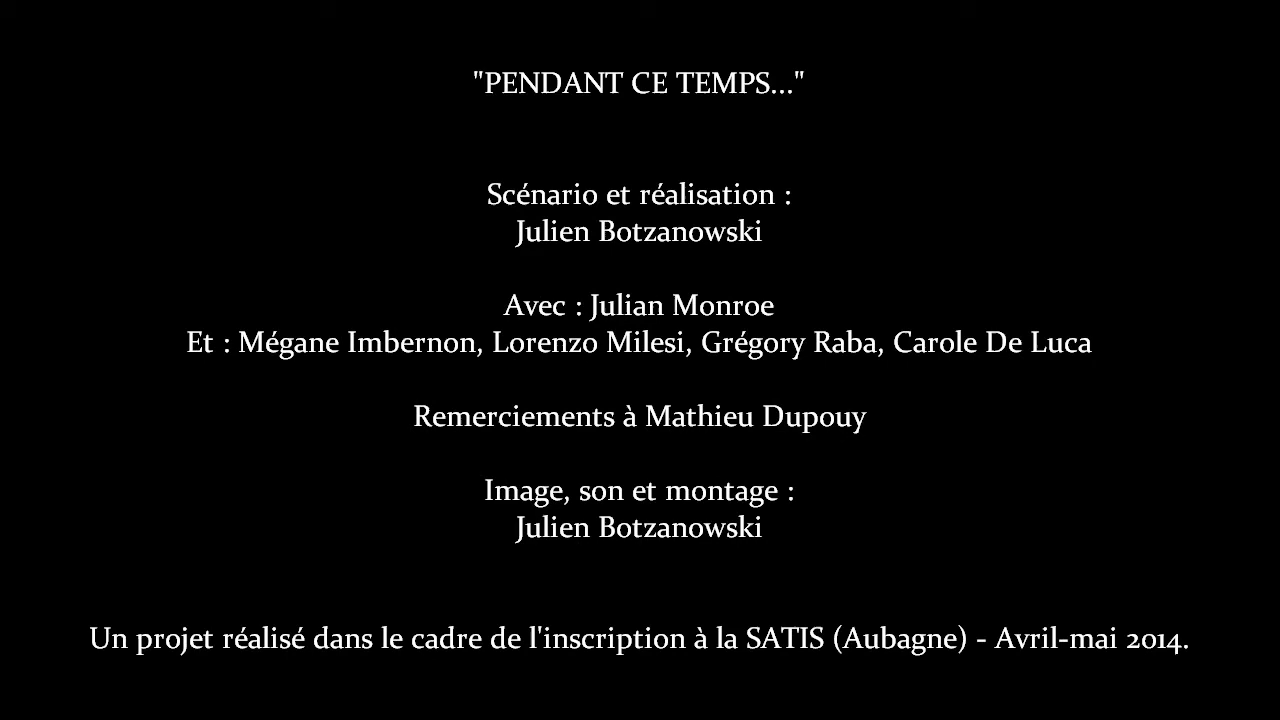 "PENDANT CE TEMPS..."
Scénario et réalisation :
Julien Botzanowski
Avec : Julian Monroe
Et : Mégane Imbernon, Lorenzo Milesi, Grégory Raba, Carole De Luca
Remerciements à Mathieu Dupouy
Image, son et montage :
Julien Botzanowski
Un projet réalisé dans le cadre de l'inscription à la SATIS (Aubagne) - Avril-mai 2014.